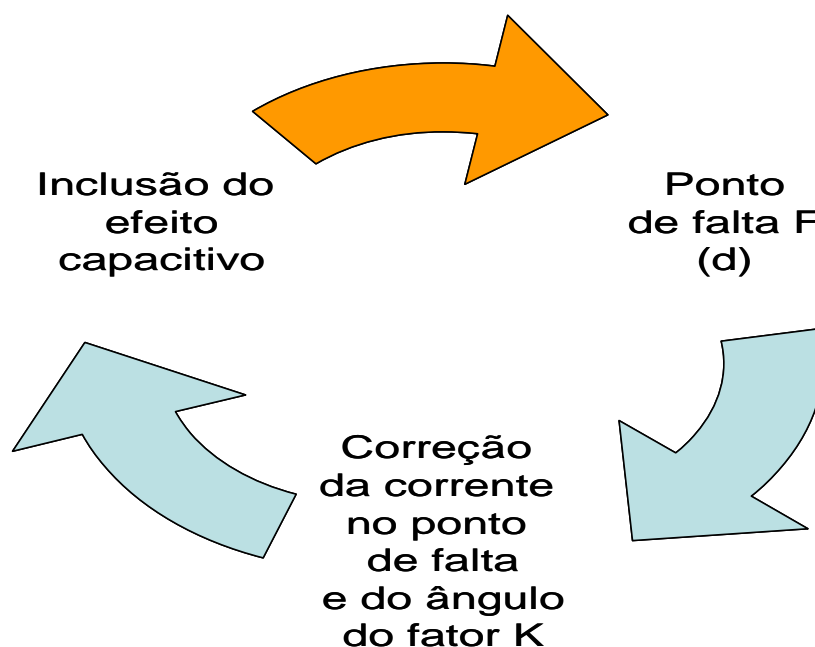 Inclusão do
efeito
capacitivo
Ponto
de falta F
(d)
Correção
da corrente
no ponto
de falta
e do ângulo
do fator K